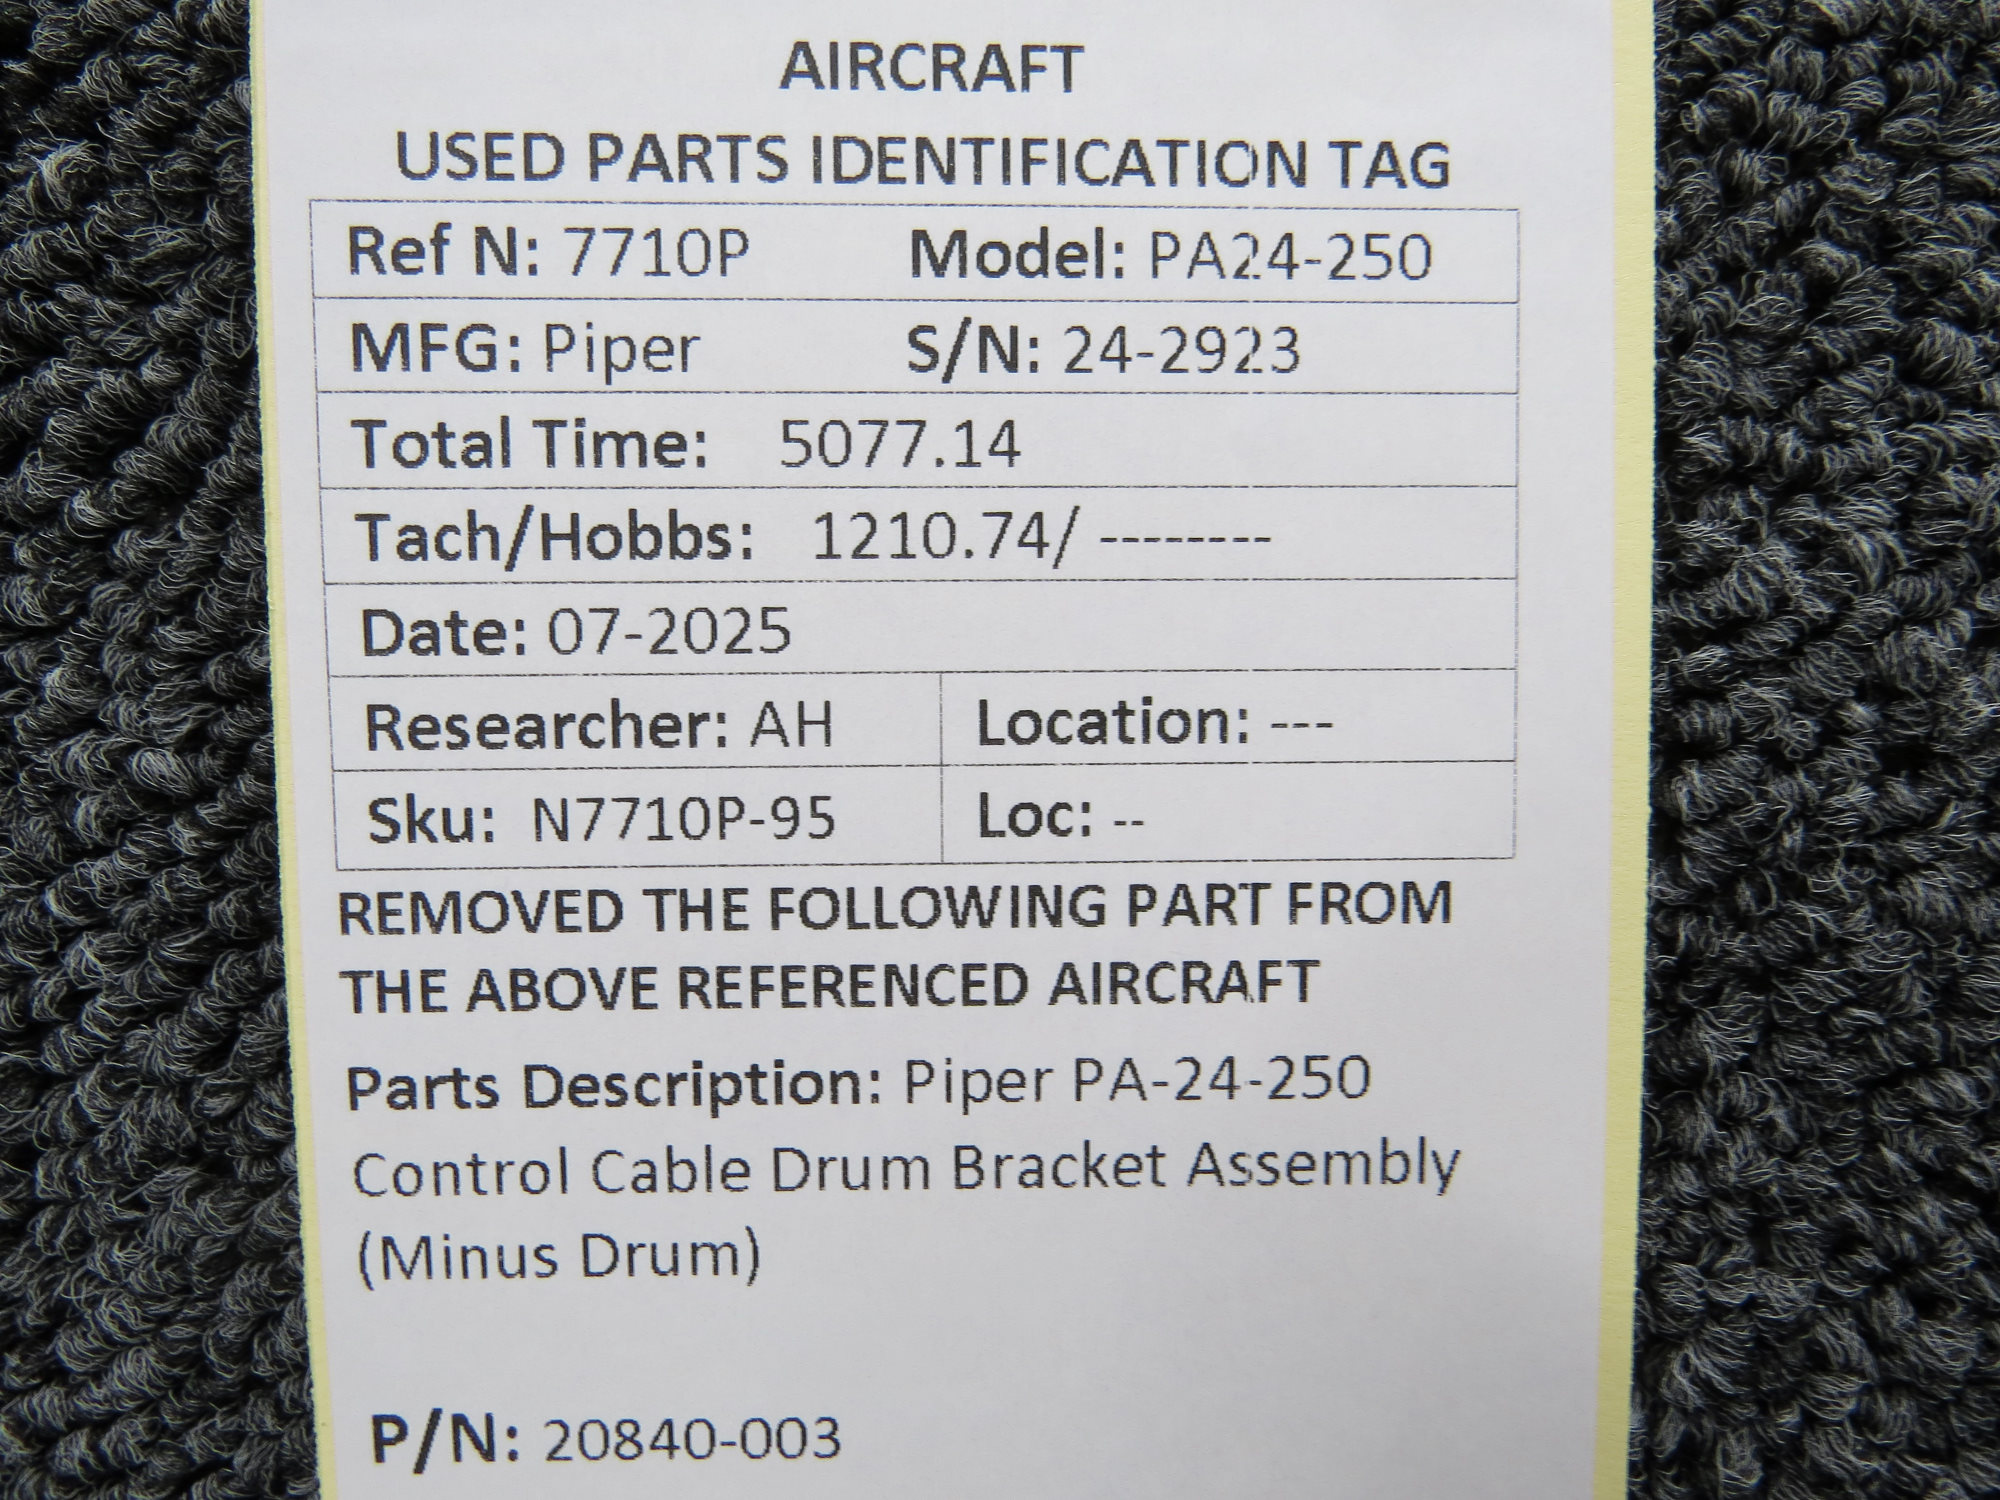 AIRCRAFT
USED PARTS IDENTIFICATION TAG
Ref N: 7710P Model: PA24-250
MFG: Piper S/N: 24-2923
Total Time: 5077.14
Tach/Hobbs: 1210.74/ --------
Date: 07-2025
Researcher: AH Location: ---
Sku: N7710P-95 Loc: --
REMOVED THE FOLLOWING PART FROM
THE ABOVE REFERENCED AIRCRAFT
Parts Description: Piper PA-24-250
Control Cable Drum Bracket Assembly
(Minus Drum)
P/N: 20840-003